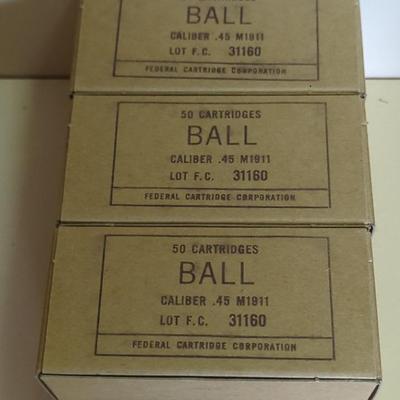 BALL
CALIBER .45 M1911
LOT F.C. 31160
FEDERAL CARTRIDGE CORPORATION
50 CARTRIDGES
BALL
CALIBER .45 M1911
LOT F.C. 31160
FEDERAL CARTRIDGE CORPORATION
50 CARTRIDGES
BALL
CALIBER .45 M1911
LOT F.C. 31160
FEDERAL CARTRIDGE CORPORATION